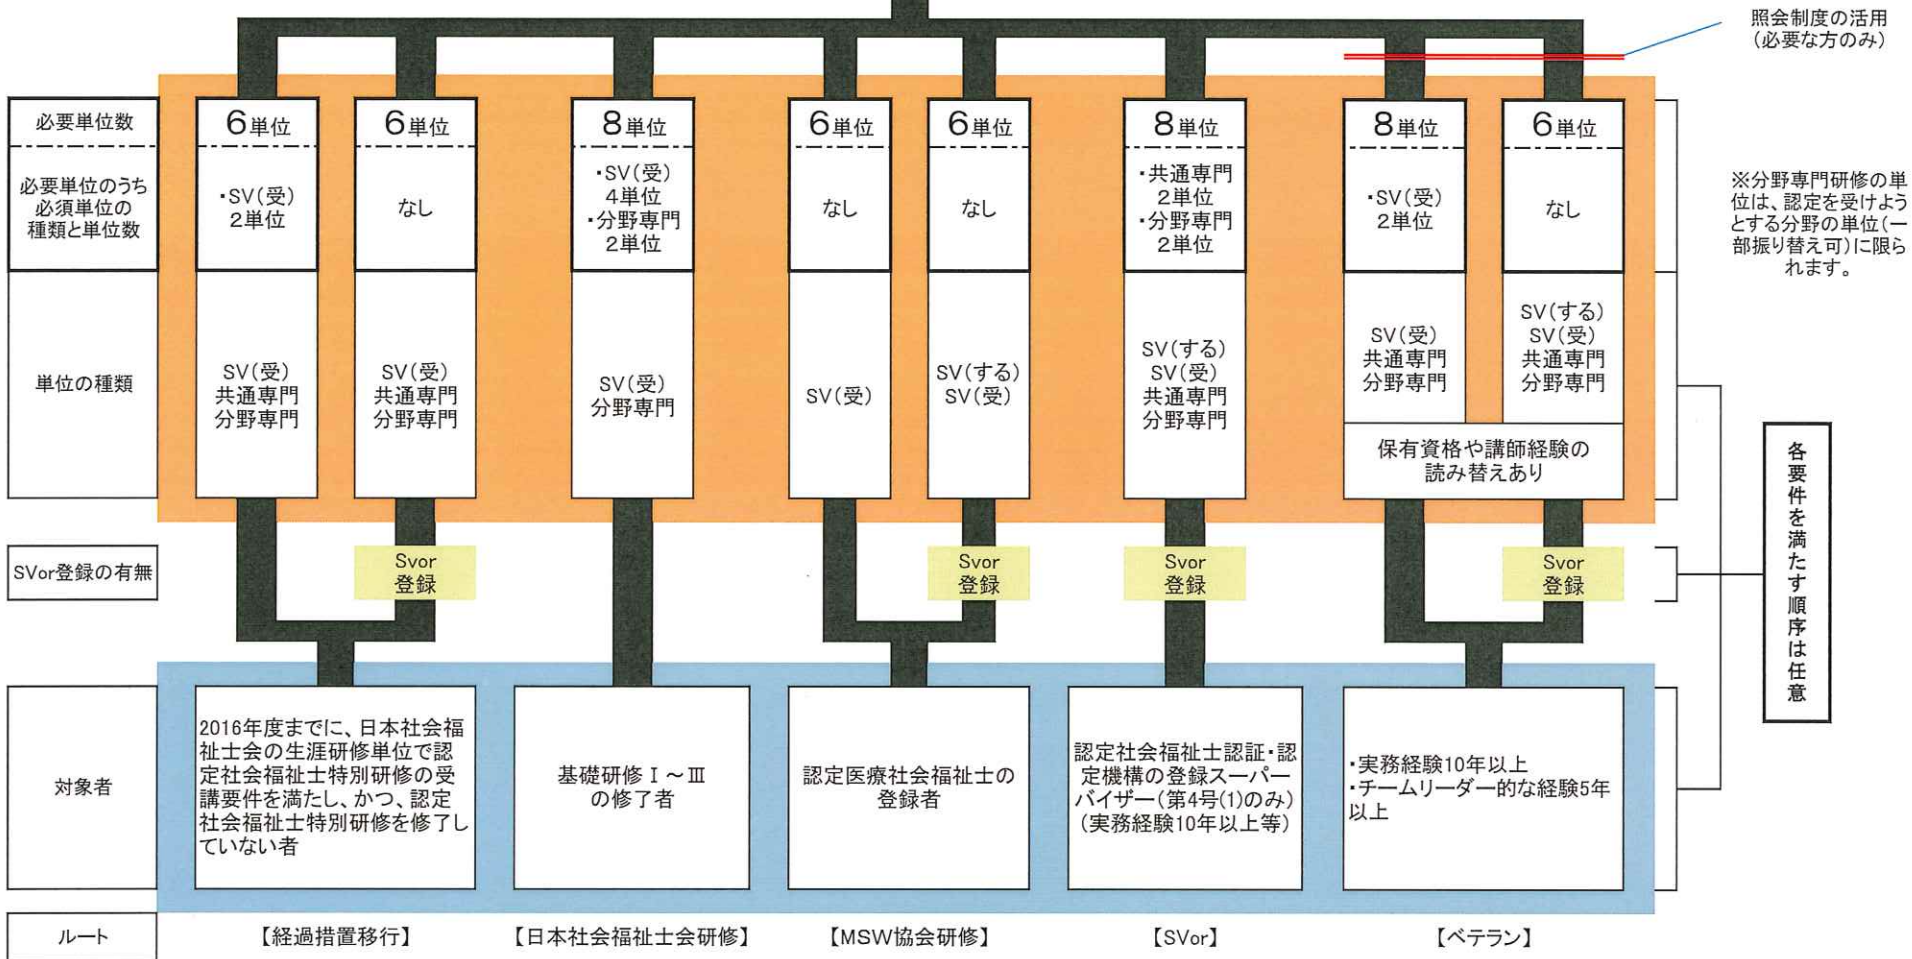 照会制度の活用
(必要な方のみ)
必要単位数
6単位
6単位
8単位
6単位
6単位
8単位
8単位
6単位
必要単位のうち
必須単位の
種類と単位数
・SV(受)
2単位
なし
・SV(受)
4単位
・分野専門
2単位
なし
なし
・共通専門
2単位
・分野専門
2単位
・SV(受)
2単位
なし
※分野専門研修の単
位は、認定を受けよう
とする分野の単位(一
部振り替え可)に限ら
れます。
単位の種類
SV(受)
共通専門
分野専門
SV(受)
共通専門
分野専門
SV(受)
分野専門
SV(受)
SV(する)
SV(受)
SV(する)
SV(受)
共通専門
分野専門
SV(受)
共通専門
分野専門
SV(する)
SV(受)
共通専門
分野専門
保有資格や講師経験の
読み替えあり
各要件を満たす順序は任意
SVor登録の有無
Svor
登録
Svor
登録
Svor
登録
Svor
登録
対象者
2016年度までに、日本社会福
祉士会の生涯研修単位で認
定社会福祉士特別研修の受
講要件を満たし、かつ、認定
社会福祉士特別研修を修了し
ていない者
基礎研修Ⅰ～Ⅲ
の修了者
認定医療社会福祉士の
登録者
認定社会福祉士認証・認
定機構の登録スーパー
バイザー(第4号(1)のみ)
(実務経験10年以上等)
・実務経験10年以上
・チームリーダー的な経験5年
以上
ルート
【経過措置移行】
【日本社会福祉士会研修】
【MSW協会研修】
【SVor】
【ベテラン】